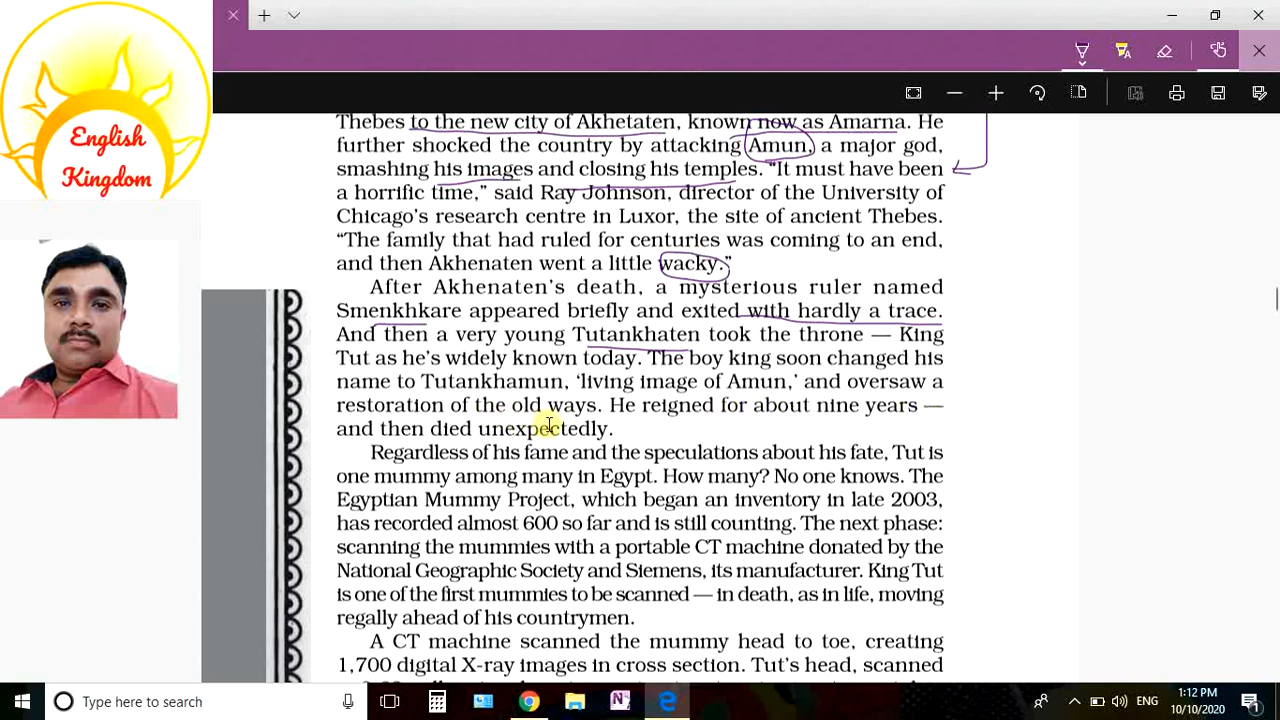 English
Kingdom
Thebes to the new city of Akhetaten, known now as Amarna. He
further shocked the country by attacking Amun, a major god,
smashing his images and closing his temples. “It must have been
a horrific time,” said Ray Johnson, director of the University of
Chicago’s research centre in Luxor, the site of ancient Thebes.
“The family that had ruled for centuries was coming to an end,
and then Akhenaten went a little wacky.”
After Akhenaten’s death, a mysterious ruler named
Smenkhkare appeared briefly and exited with hardly a trace.
And then a very young Tutankhaten took the throne — King
Tut as he’s widely known today. The boy king soon changed his
name to Tutankhamun, ‘living image of Amun,’ and oversaw a
restoration of the old ways. He reigned for about nine years —
and then died unexpectedly.
Regardless of his fame and the speculations about his fate, Tut is
one mummy among many in Egypt. How many? No one knows. The
Egyptian Mummy Project, which began an inventory in late 2003,
has recorded almost 600 so far and is still counting. The next phase:
scanning the mummies with a portable CT machine donated by the
National Geographic Society and Siemens, its manufacturer. King Tut
is one of the first mummies to be scanned — in death, as in life, moving
regally ahead of his countrymen.
A CT machine scanned the mummy head to toe, creating
1,700 digital X-ray images in cross section. Tut’s head, scanned
Type here to search
ENG
1:12 PM
10/10/2020